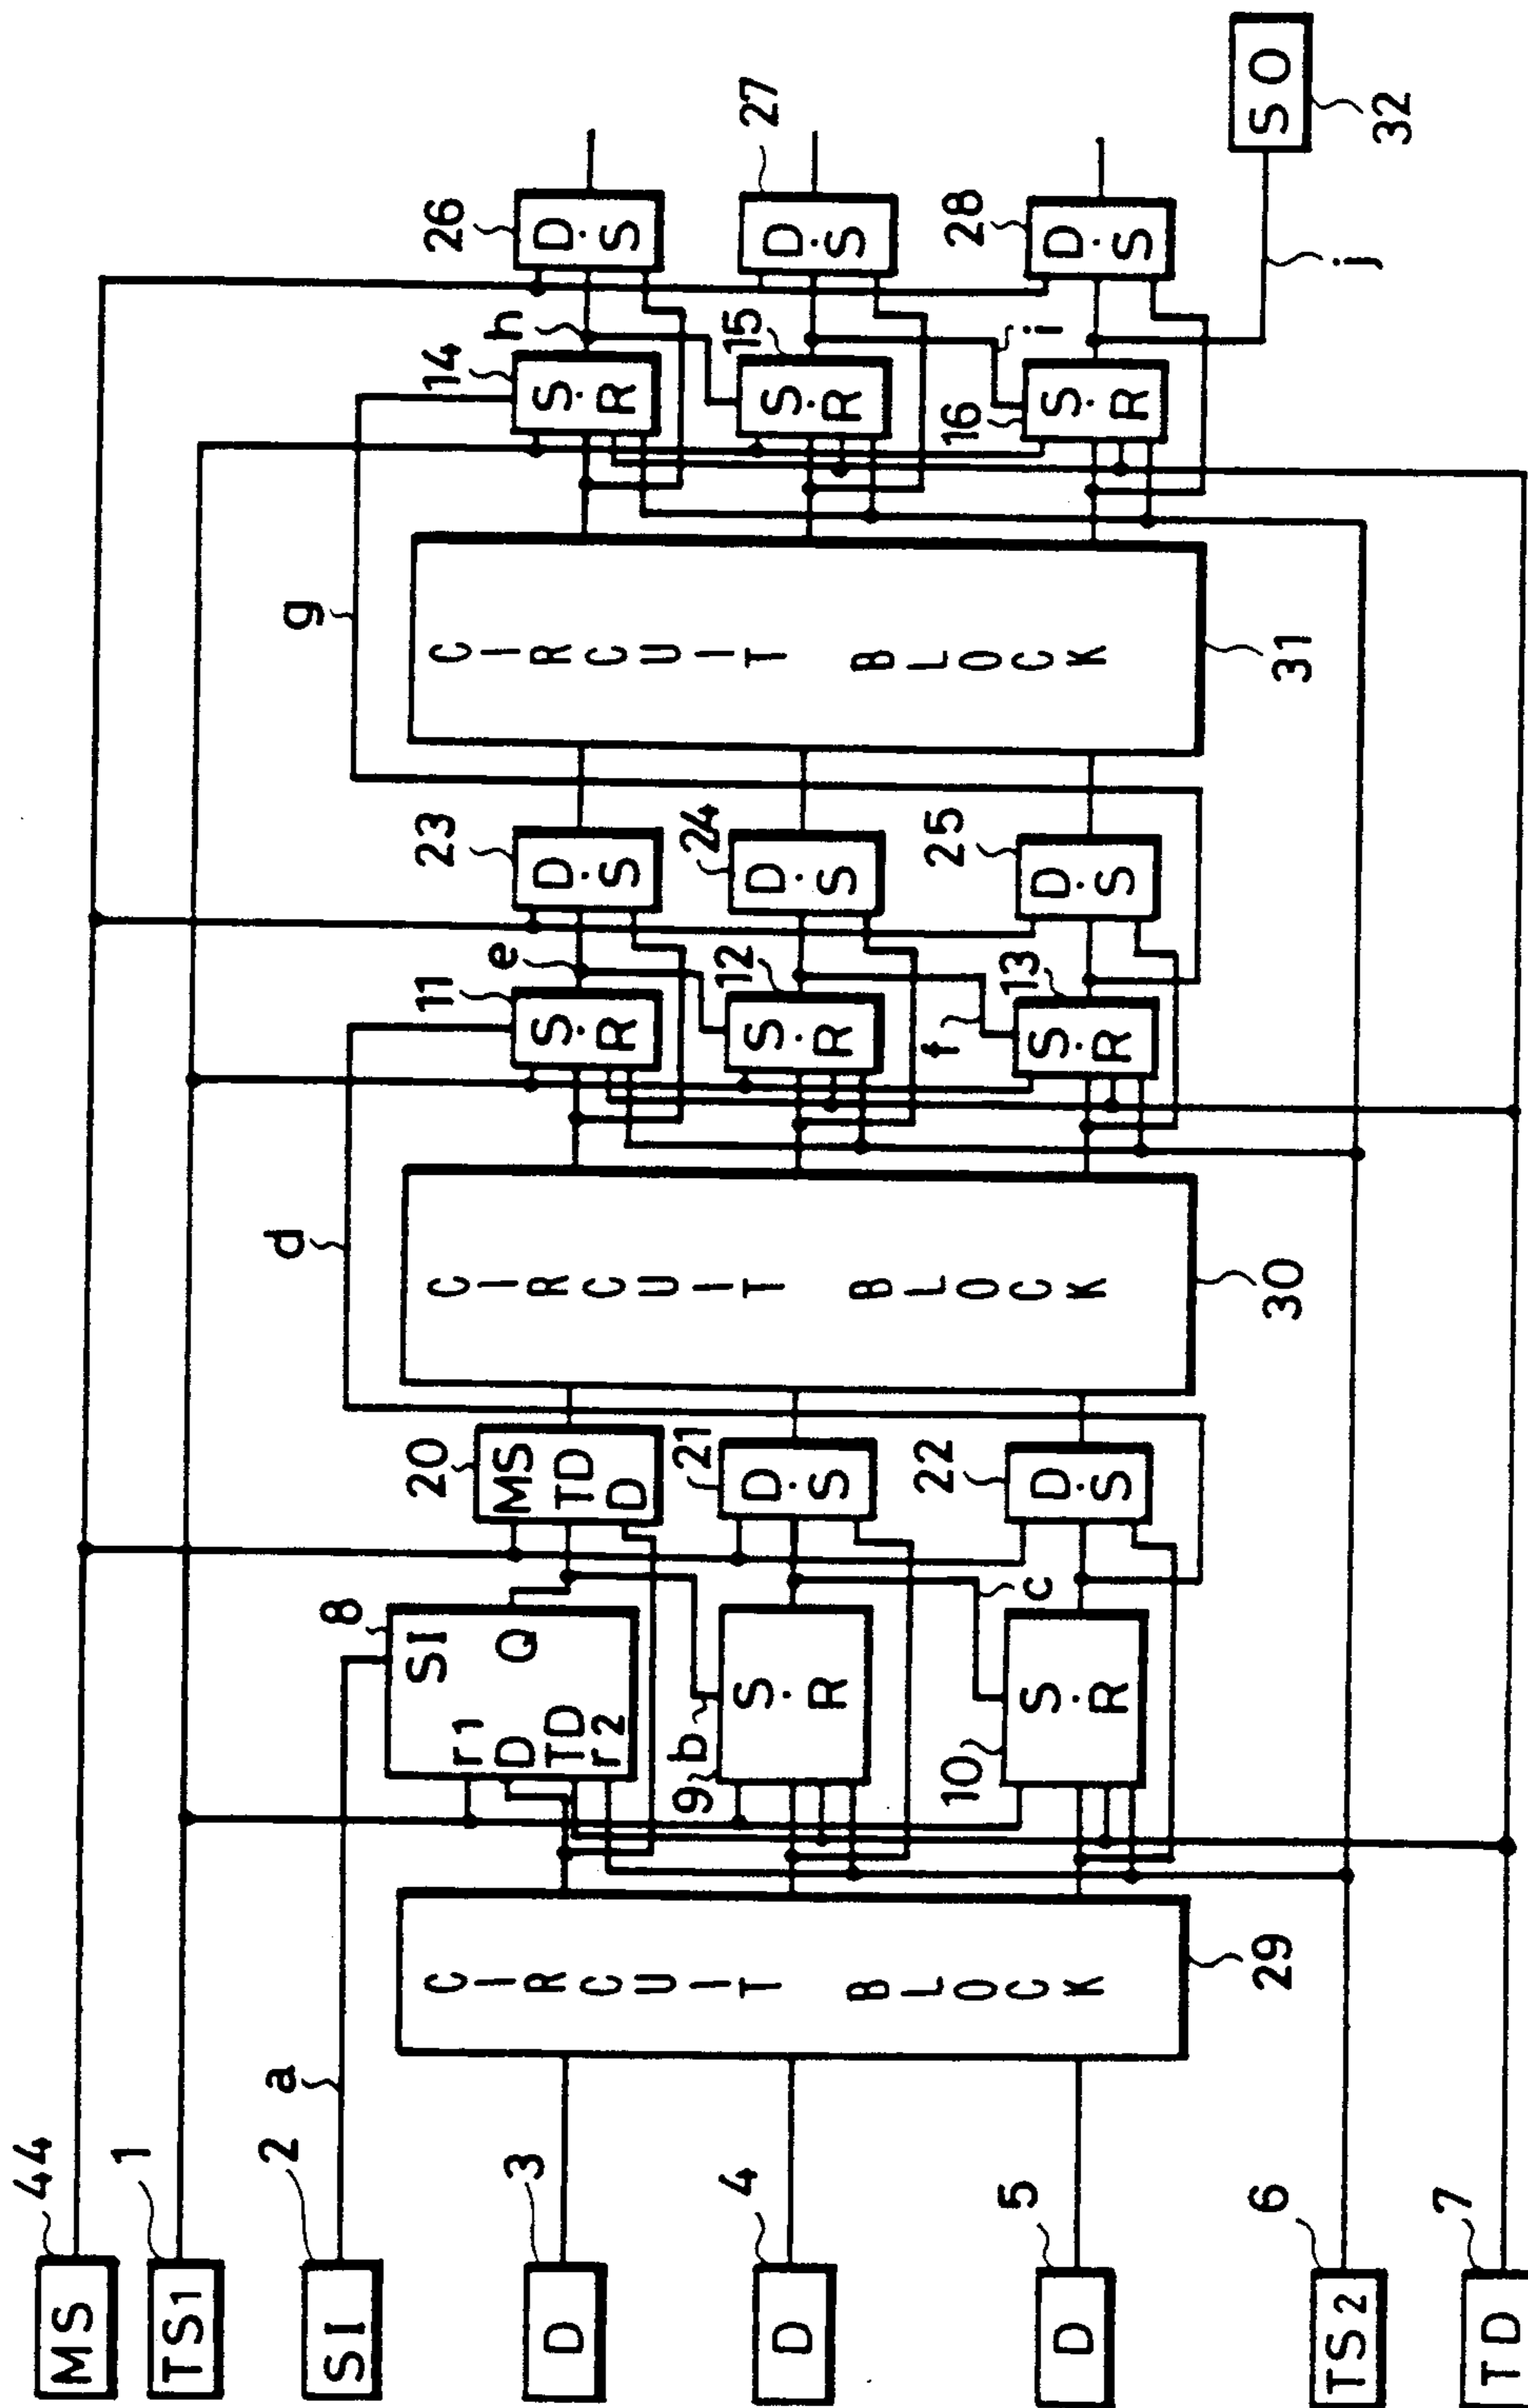 MS
44
TS1
1
SI
2
a
D
3
D
4
D
5
TS2
6
TD
7
CIRCUIT BLOCK
29
8
SI
r1
Q
D
TD
r2
b
9
S·R
c
10
S·R
20
MS
TD
D
21
D·S
22
D·S
d
CIRCUIT BLOCK
30
11
S·R
e
12
S·R
f
13
S·R
23
D·S
24
D·S
25
D·S
g
CIRCUIT BLOCK
31
14
S·R
h
15
S·R
i
16
S·R
26
D·S
27
D·S
28
D·S
j
SO
32